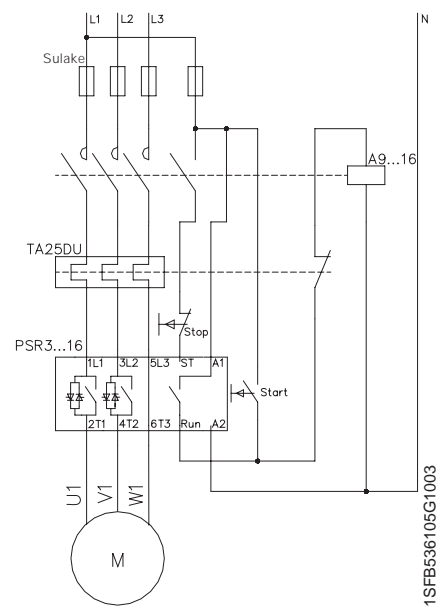 L1 L2 L3 N
Sulake
A9...16
TA25DU
Stop
PSR3...16
1L1 3L2 5L3 ST A1
Start
2T1 4T2 6T3 Run A2
U1 V1 W1
M
1SFB536105G1003